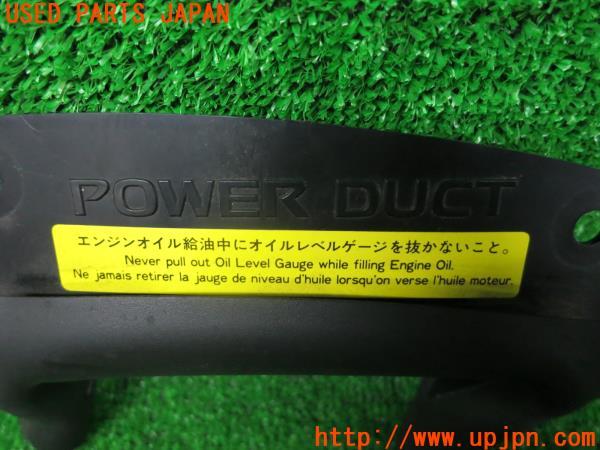 USED PARTS JAPAN
POWER DUCT
エンジンオイル給油中にオイルレベルゲージを抜かないこと。
Never pull out Oil Level Gauge while filling Engine Oil.
Ne jamais retirer la jauge de niveau d'huile lorsqu'on verse l'huile moteur.
U-PARTS
www.upjpn.com